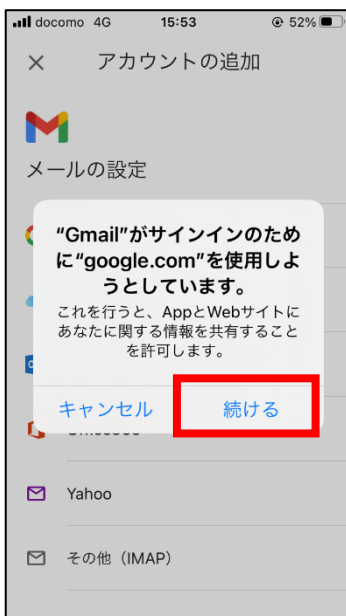 docomo 4G 15:53 52%
アカウントの追加
メールの設定
“Gmail”がサインインのため
に“google.com”を使用しよ
うとしています。
これを行うと、AppとWebサイトに
あなたに関する情報を共有すること
を許可します。
キャンセル 続ける
Yahoo
その他（IMAP）